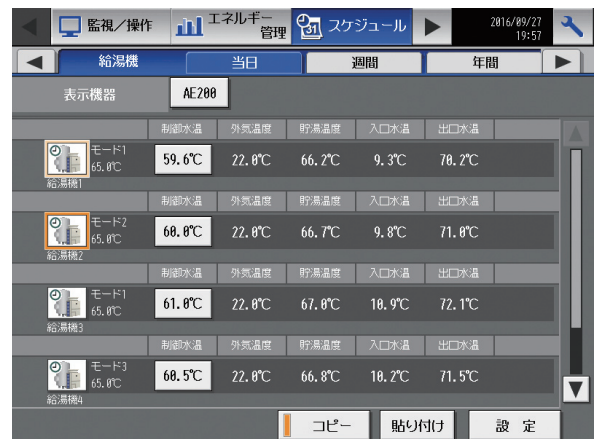 監視／操作 エネルギー管理 31 スケジュール 2016/09/27 19:57
給湯機 当日 週間 年間
表示機器 AE200
制御水温 外気温度 貯湯温度 入口水温 出口水温
モード1 65.0℃ 59.6℃ 22.0℃ 66.2℃ 9.3℃ 70.2℃
給湯機1
制御水温 外気温度 貯湯温度 入口水温 出口水温
モード2 65.0℃ 60.0℃ 22.0℃ 66.7℃ 9.8℃ 71.0℃
給湯機2
制御水温 外気温度 貯湯温度 入口水温 出口水温
モード1 65.0℃ 61.0℃ 22.0℃ 67.0℃ 10.9℃ 72.1℃
給湯機3
制御水温 外気温度 貯湯温度 入口水温 出口水温
モード3 65.0℃ 60.5℃ 22.0℃ 66.8℃ 10.2℃ 71.5℃
給湯機4
コピー 貼り付け 設 定